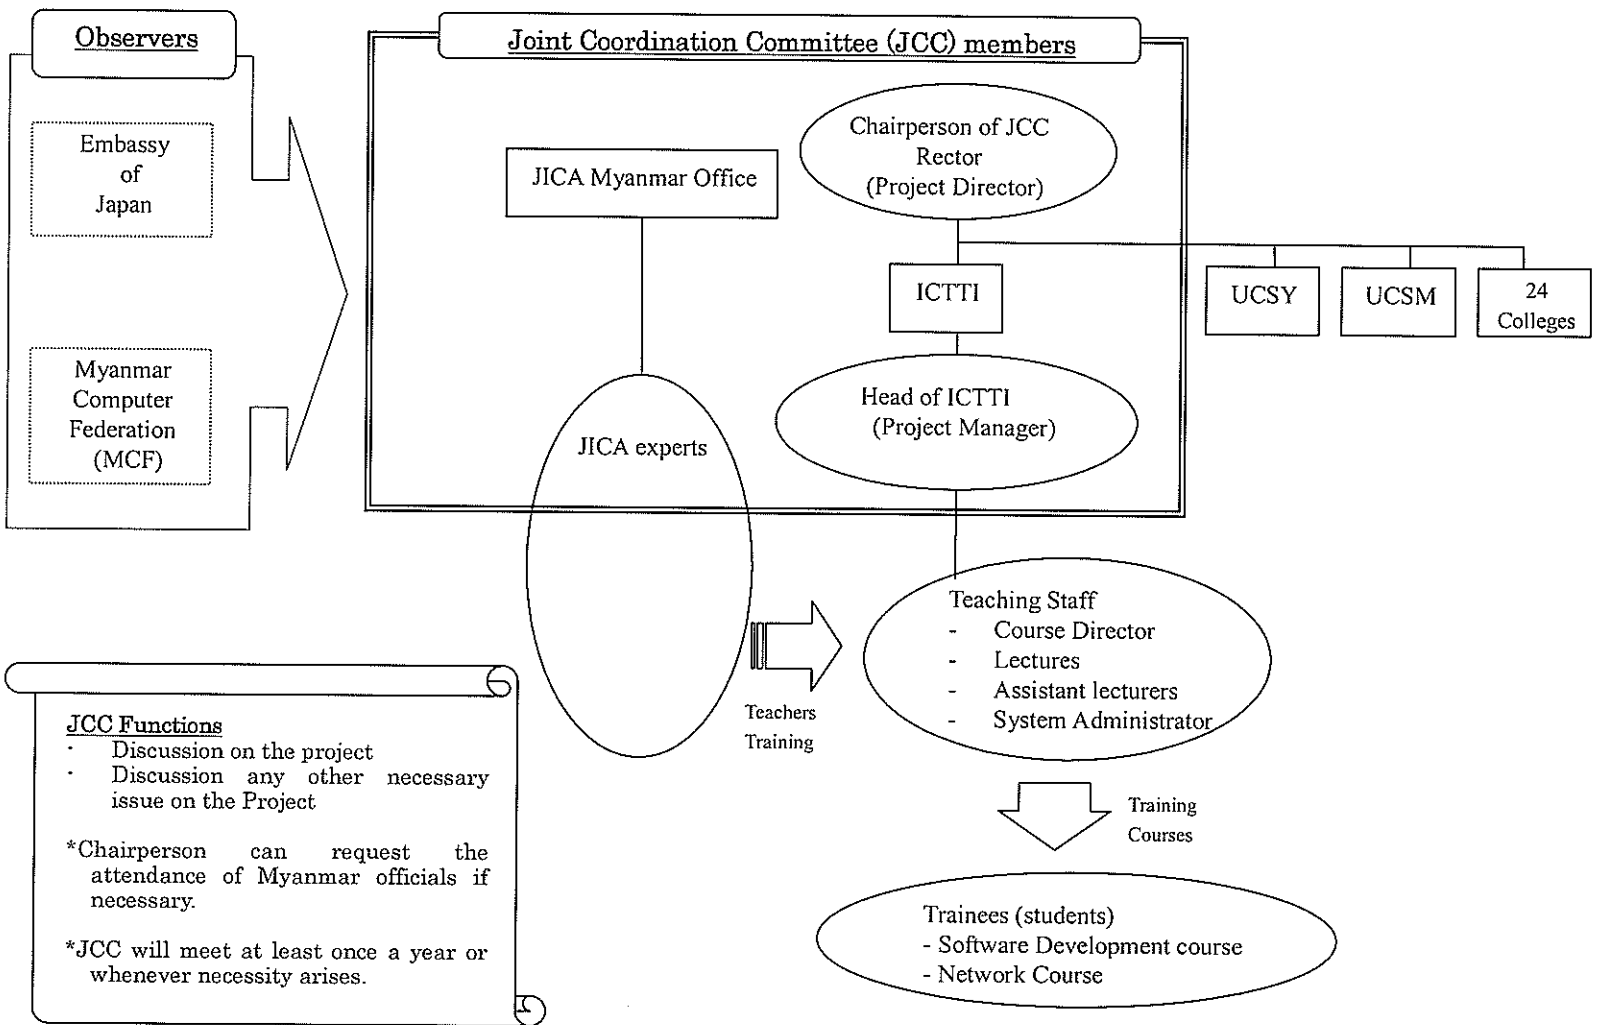 Observers
Embassy
of
Japan
Myanmar
Computer
Federation
(MCF)
Joint Coordination Committee (JCC) members
JICA Myanmar Office
Chairperson of JCC
Rector
(Project Director)
ICTTI
UCSY
UCSM
24
Colleges
Head of ICTTI
(Project Manager)
JICA experts
Teachers
Training
Teaching Staff
- Course Director
- Lectures
- Assistant lecturers
- System Administrator
Training
Courses
Trainees (students)
- Software Development course
- Network Course
JCC Functions
· Discussion on the project
· Discussion any other necessary
issue on the Project
*Chairperson can request the
attendance of Myanmar officials if
necessary.
*JCC will meet at least once a year or
whenever necessity arises.